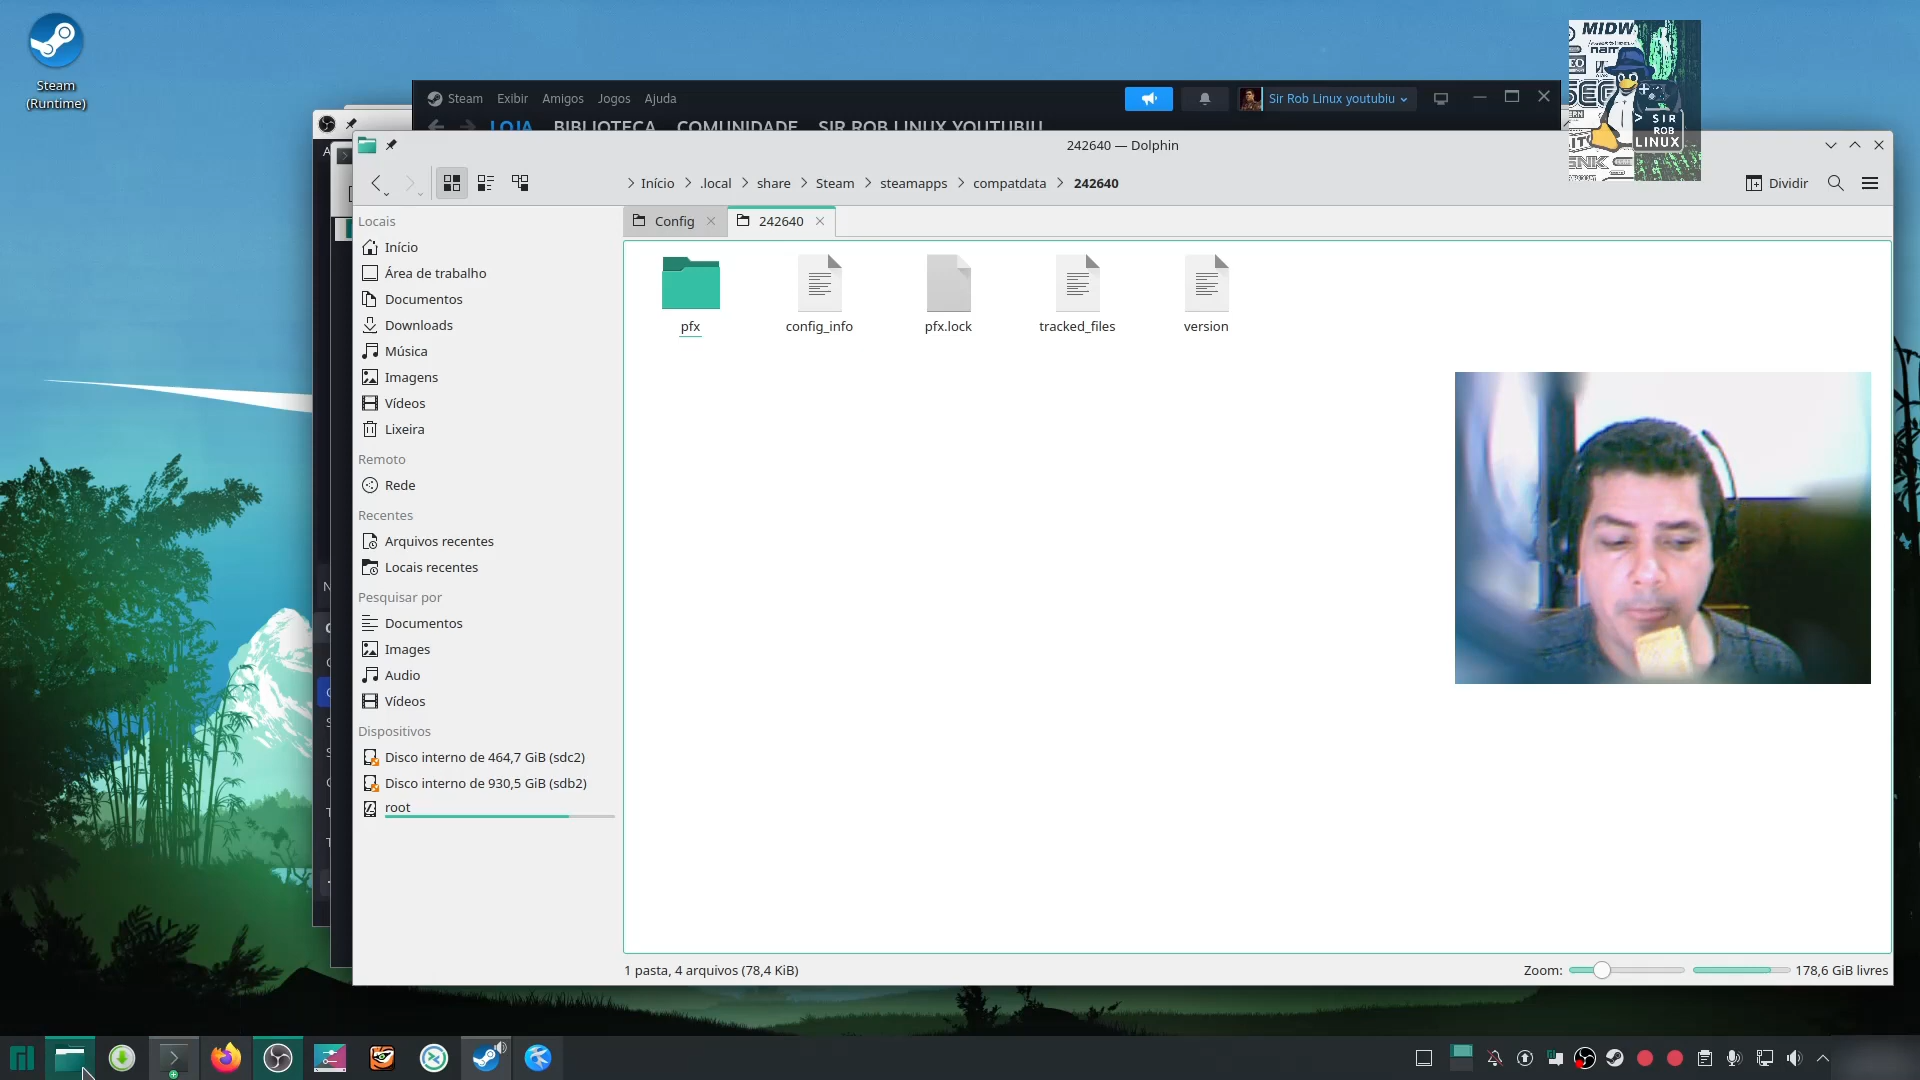 Steam
(Runtime)
Steam Exibir Amigos Jogos Ajuda
Sir Rob Linux youtubiu
LOJA BIBLIOTECA COMUNIDADE SIR ROB LINUX YOUTUBIU
MIDW
> SIR
ROB
LINUX
242640 — Dolphin
Início .local share Steam steamapps compatdata 242640
Dividir
Config
242640
Locais
Início
Área de trabalho
Documentos
Downloads
Música
Imagens
Vídeos
Lixeira
Remoto
Rede
Recentes
Arquivos recentes
Locais recentes
Pesquisar por
Documentos
Images
Audio
Vídeos
Dispositivos
Disco interno de 464,7 GiB (sdc2)
Disco interno de 930,5 GiB (sdb2)
root
pfx
config_info
pfx.lock
tracked_files
version
1 pasta, 4 arquivos (78,4 KiB)
Zoom:
178,6 GiB livres